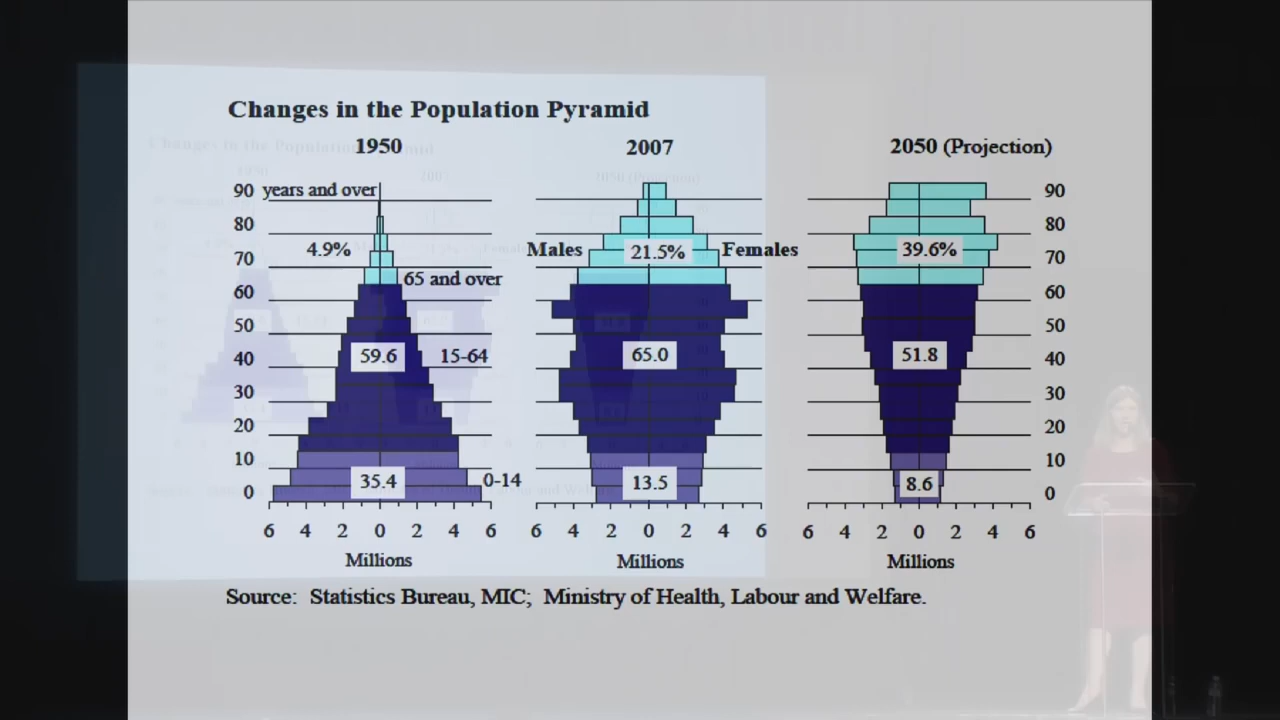 Changes in the Population Pyramid
1950 2007 2050 (Projection)
90 years and over 90
80 80
4.9% Males 21.5% Females 39.6%
70 70
65 and over
60 60
50 50
59.6 15-64 65.0 51.8
40 40
30 30
20 20
10 10
35.4 0-14 13.5 8.6
0 0
6 4 2 0 2 4 6 6 4 2 0 2 4 6 6 4 2 0 2 4 6
Millions Millions Millions
Source: Statistics Bureau, MIC; Ministry of Health, Labour and Welfare.